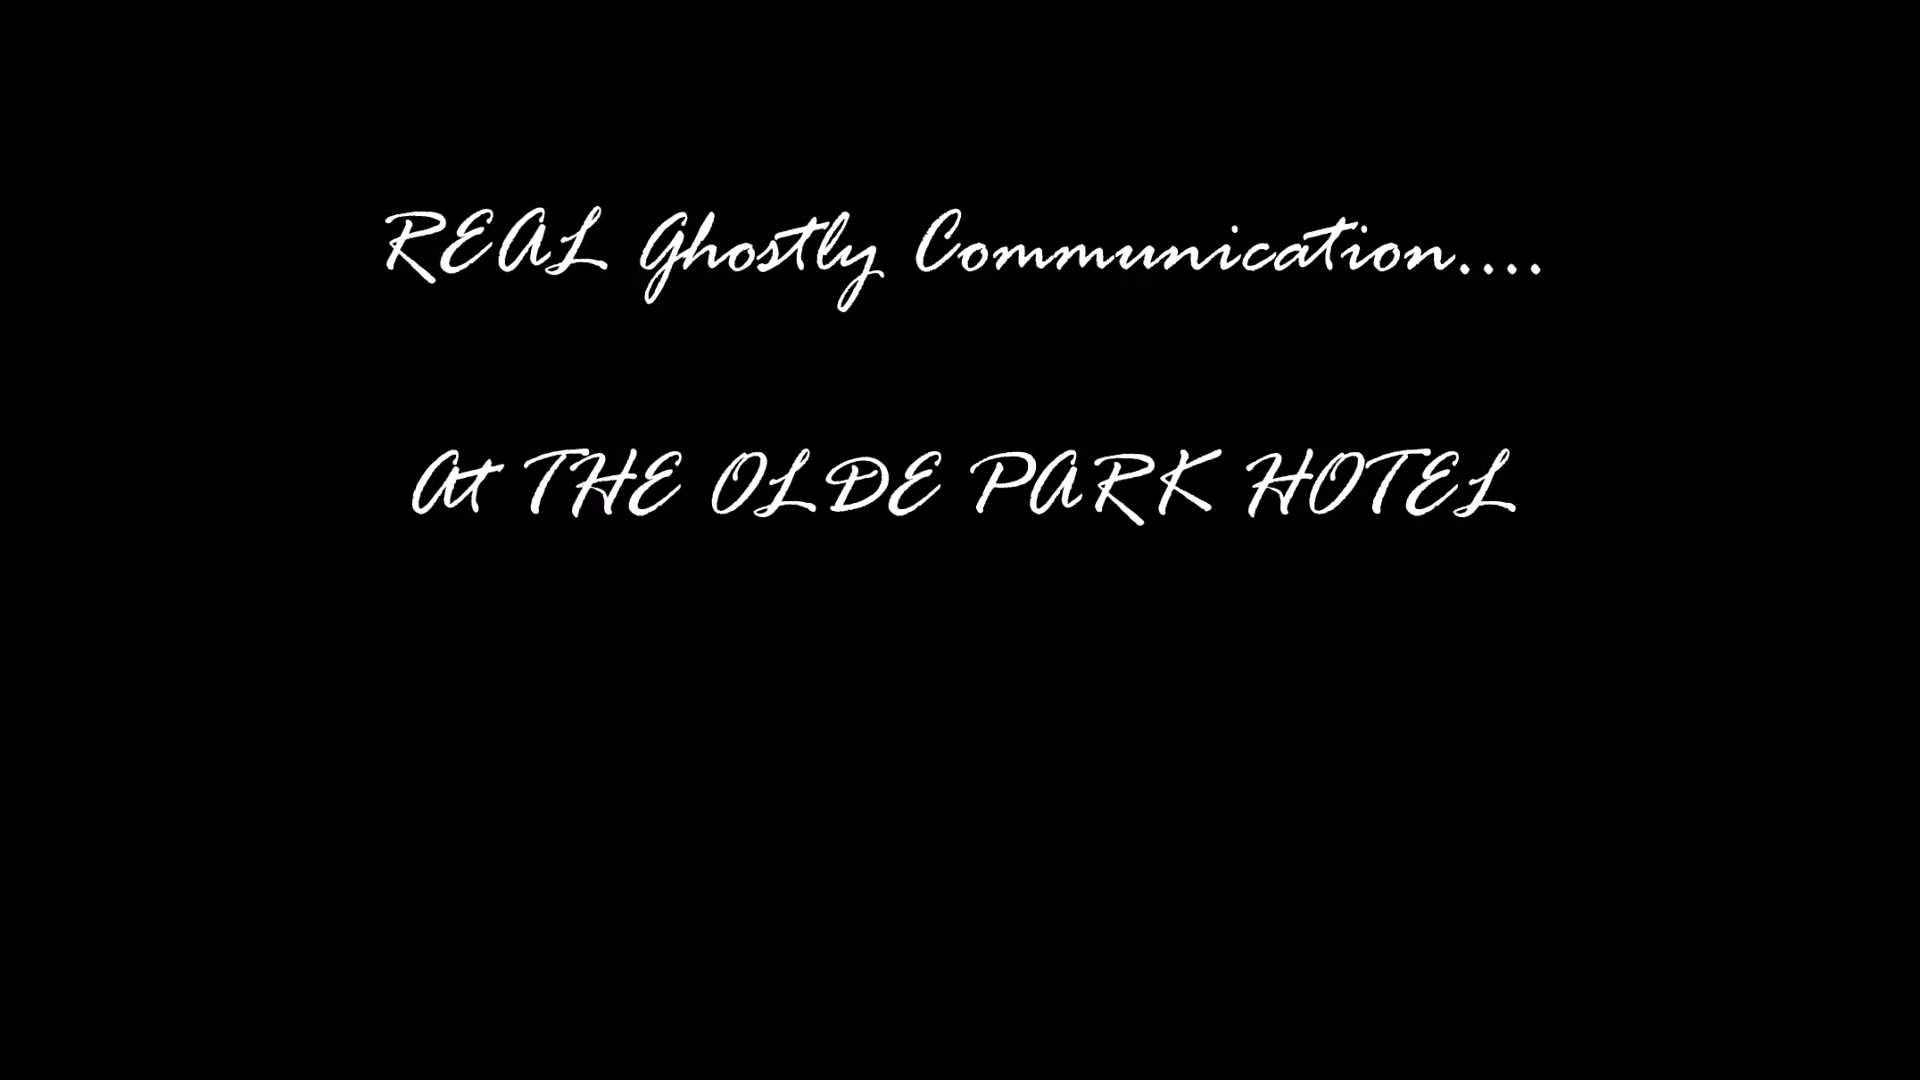 REAL Ghostly Communication....
At THE OLDE PARK HOTEL